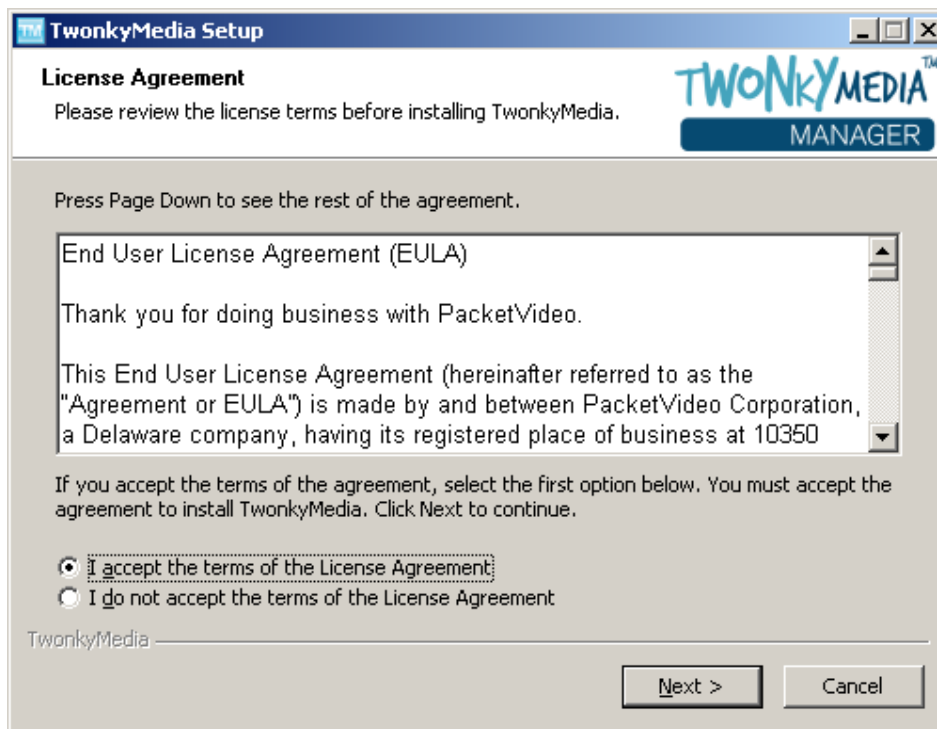 TM TwonkyMedia Setup
License Agreement
Please review the license terms before installing TwonkyMedia.
TWONKYMEDIA™
MANAGER
Press Page Down to see the rest of the agreement.
End User License Agreement (EULA)
Thank you for doing business with PacketVideo.
This End User License Agreement (hereinafter referred to as the
"Agreement or EULA") is made by and between PacketVideo Corporation,
a Delaware company, having its registered place of business at 10350
If you accept the terms of the agreement, select the first option below. You must accept the
agreement to install TwonkyMedia. Click Next to continue.
I accept the terms of the License Agreement
I do not accept the terms of the License Agreement
TwonkyMedia
Next >
Cancel